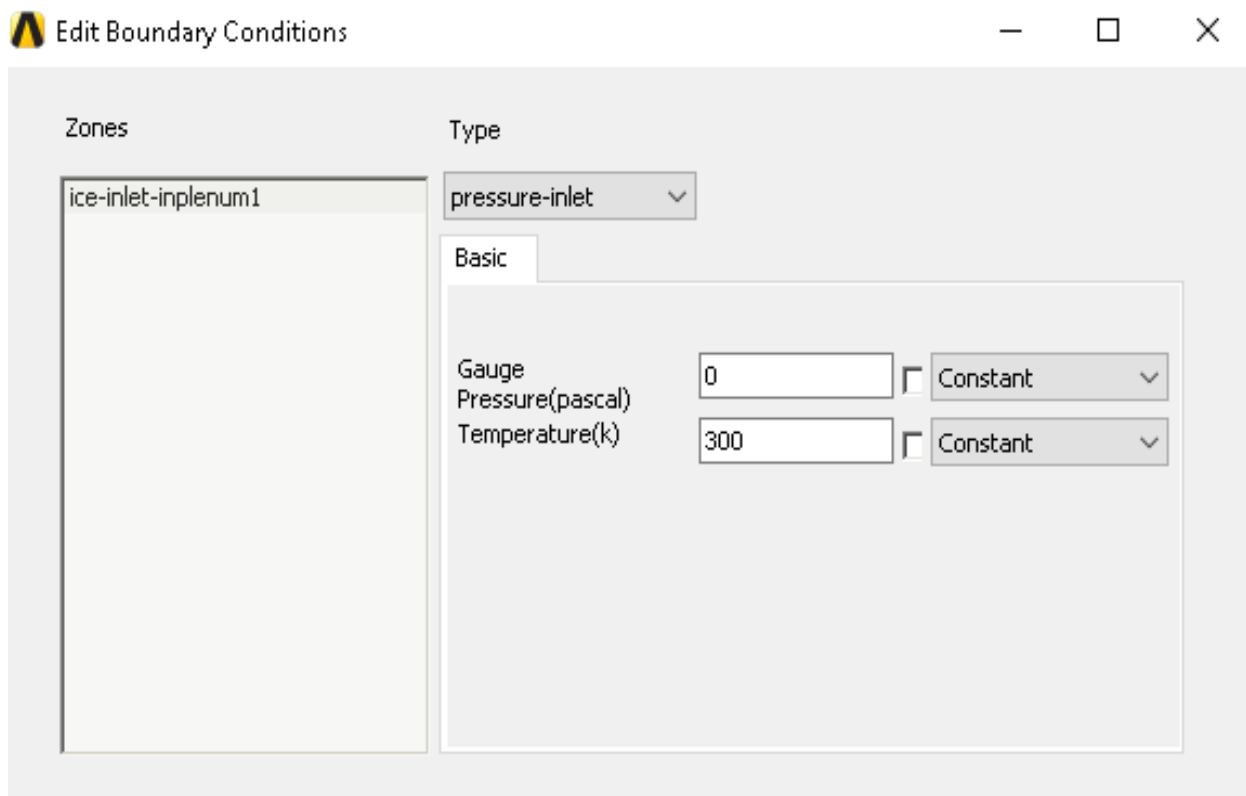 Edit Boundary Conditions
Zones
Type
ice-inlet-inplenum1
pressure-inlet
Basic
Gauge
Pressure(pascal)
0
Constant
Temperature(k)
300
Constant